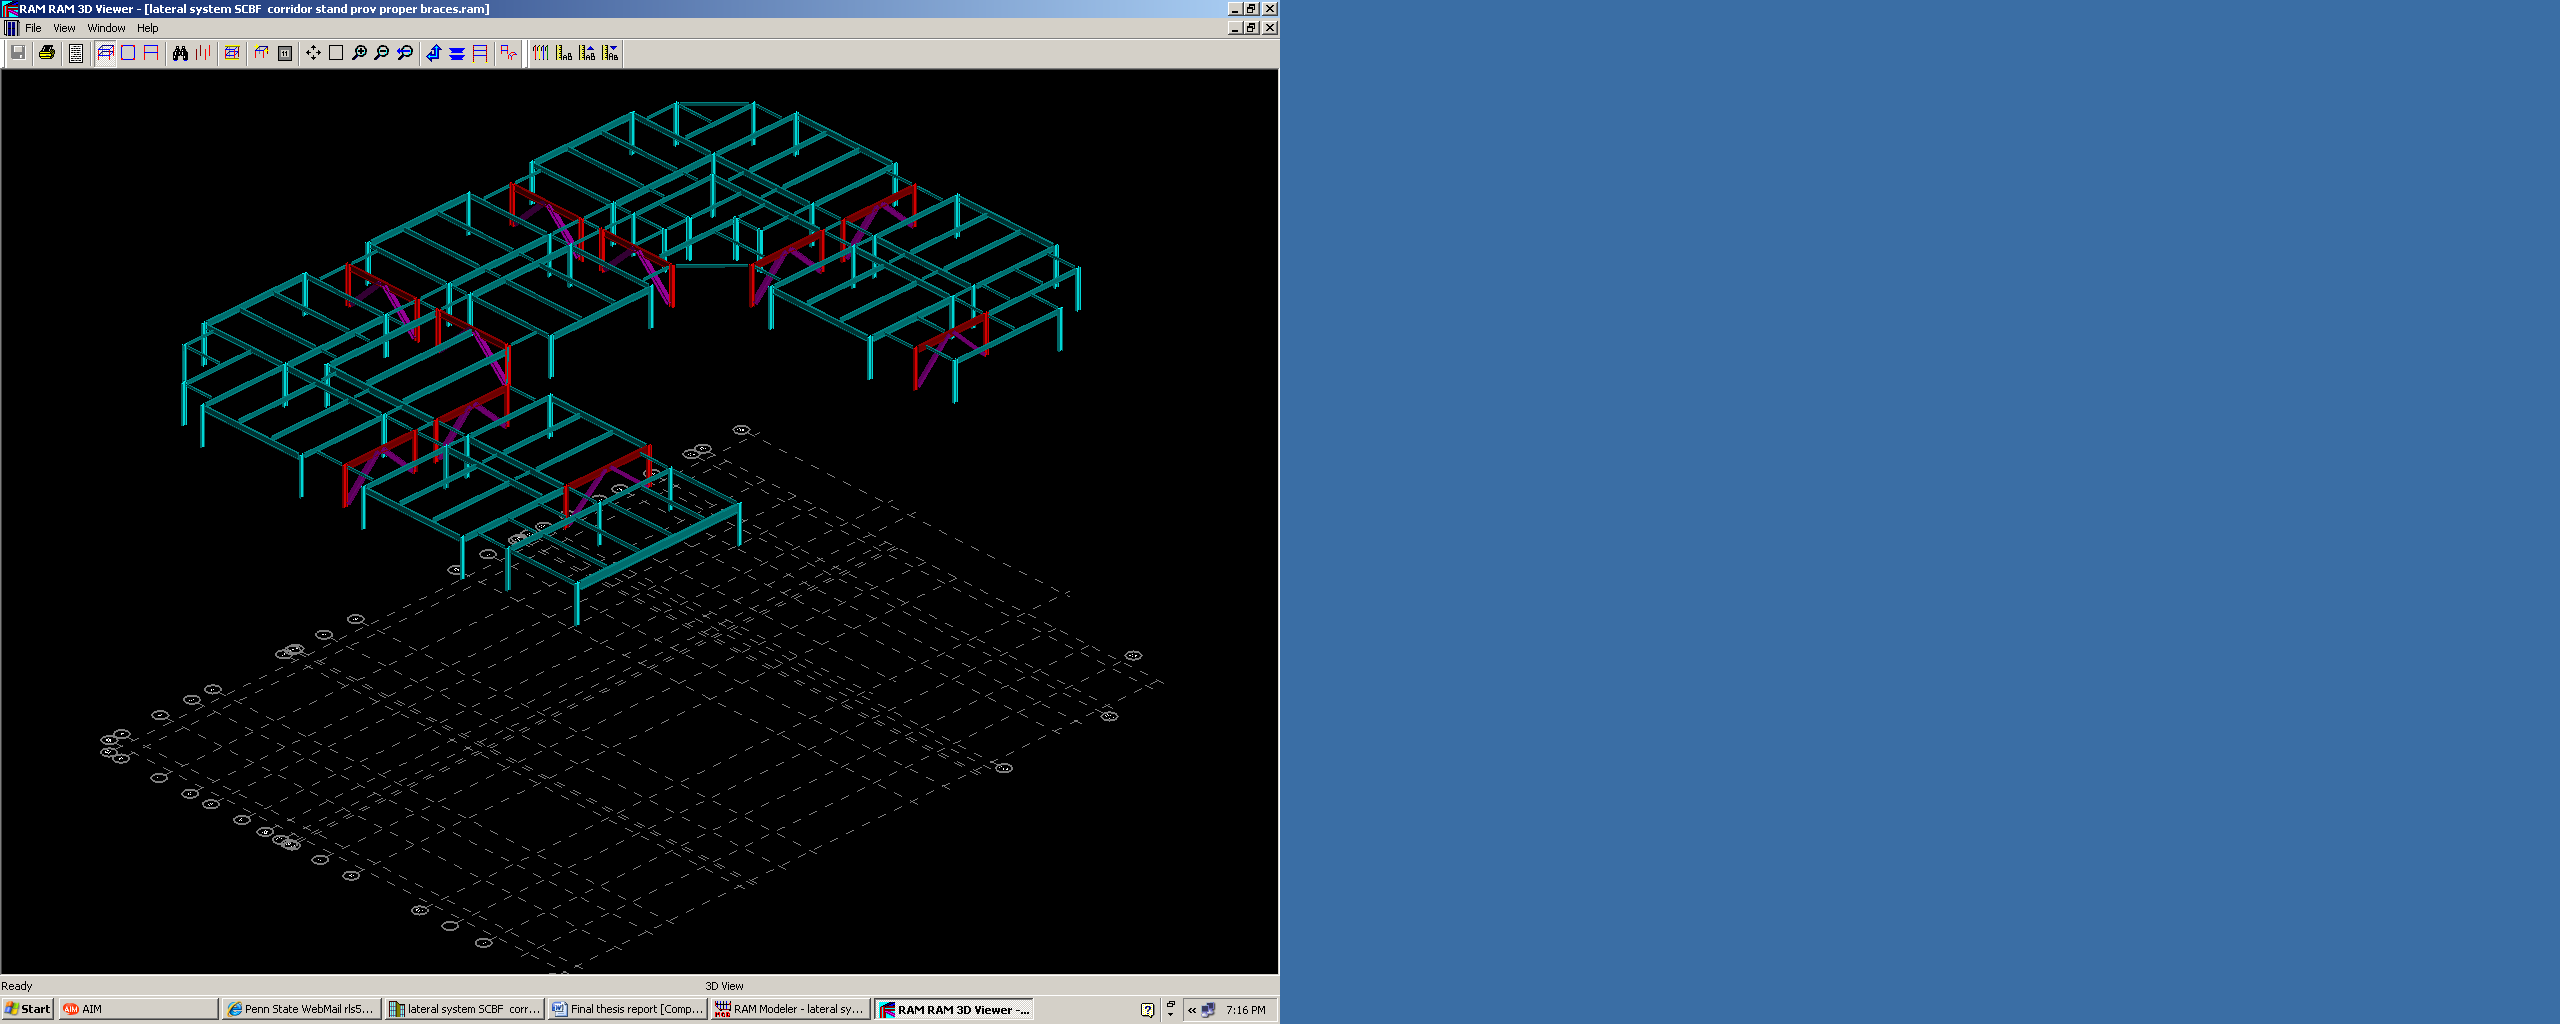 RAM RAM 3D Viewer - [lateral system SCBF  corridor stand prov proper braces.ram]
File View Window Help
Ready 3D View
Start AIM Penn State WebMail rls5... lateral system SCBF  corr... Final thesis report [Comp... RAM Modeler - lateral sy... RAM RAM 3D Viewer -... 7:16 PM